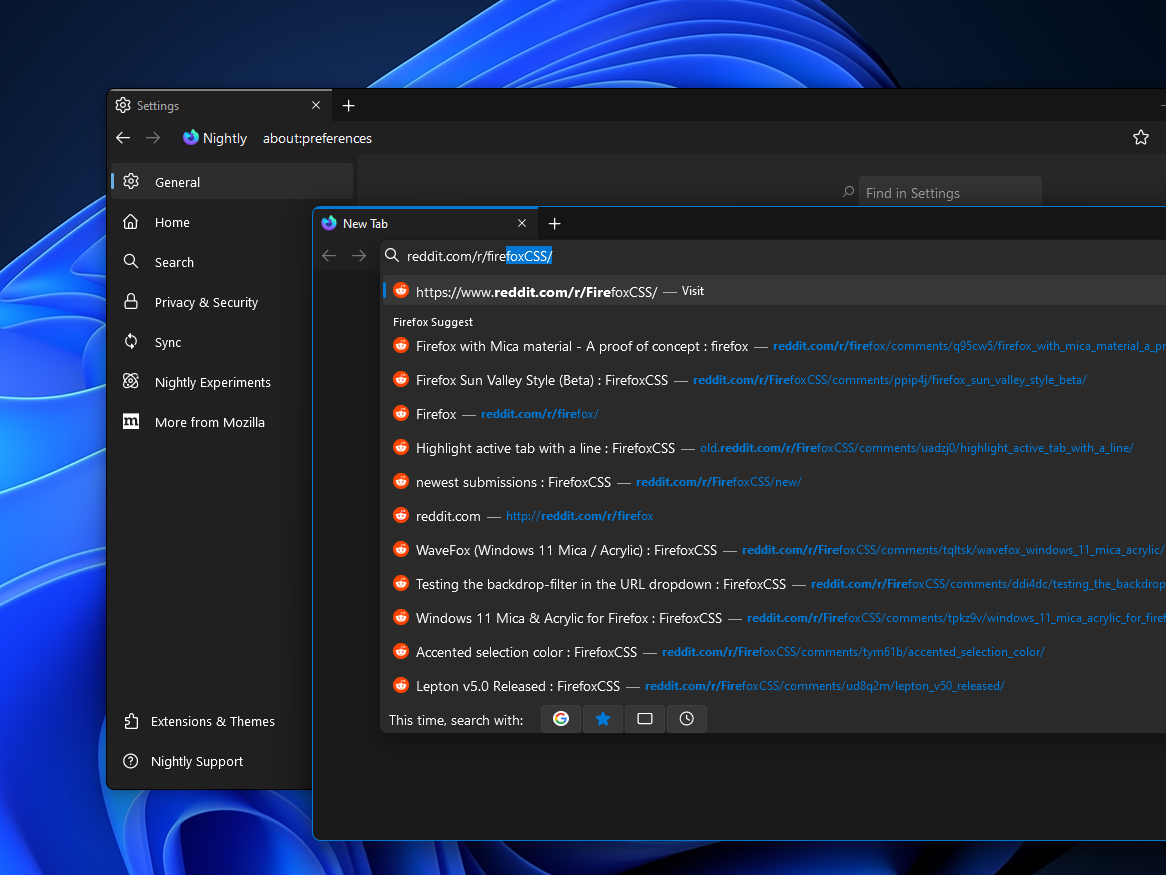 Settings
Nightly about:preferences
General
Find in Settings
Home
Search
Privacy & Security
Sync
Nightly Experiments
More from Mozilla
Extensions & Themes
Nightly Support
New Tab
reddit.com/r/firefoxCSS/
https://www.reddit.com/r/FirefoxCSS/ — Visit
Firefox Suggest
Firefox with Mica material - A proof of concept : firefox — reddit.com/r/firefox/comments/q95cw5/firefox_with_mica_material_a_pr
Firefox Sun Valley Style (Beta) : FirefoxCSS — reddit.com/r/FirefoxCSS/comments/ppip4j/firefox_sun_valley_style_beta/
Firefox — reddit.com/r/firefox/
Highlight active tab with a line : FirefoxCSS — old.reddit.com/r/FirefoxCSS/comments/uadzj0/highlight_active_tab_with_a_line/
newest submissions : FirefoxCSS — reddit.com/r/FirefoxCSS/new/
reddit.com — http://reddit.com/r/firefox
WaveFox (Windows 11 Mica / Acrylic) : FirefoxCSS — reddit.com/r/FirefoxCSS/comments/tqltsk/wavefox_windows_11_mica_acrylic/
Testing the backdrop-filter in the URL dropdown : FirefoxCSS — reddit.com/r/FirefoxCSS/comments/ddi4dc/testing_the_backdrop
Windows 11 Mica & Acrylic for Firefox : FirefoxCSS — reddit.com/r/FirefoxCSS/comments/tpkz9v/windows_11_mica_acrylic_for_firef
Accented selection color : FirefoxCSS — reddit.com/r/FirefoxCSS/comments/tym61b/accented_selection_color/
Lepton v5.0 Released : FirefoxCSS — reddit.com/r/FirefoxCSS/comments/ud8q2m/lepton_v50_released/
This time, search with: